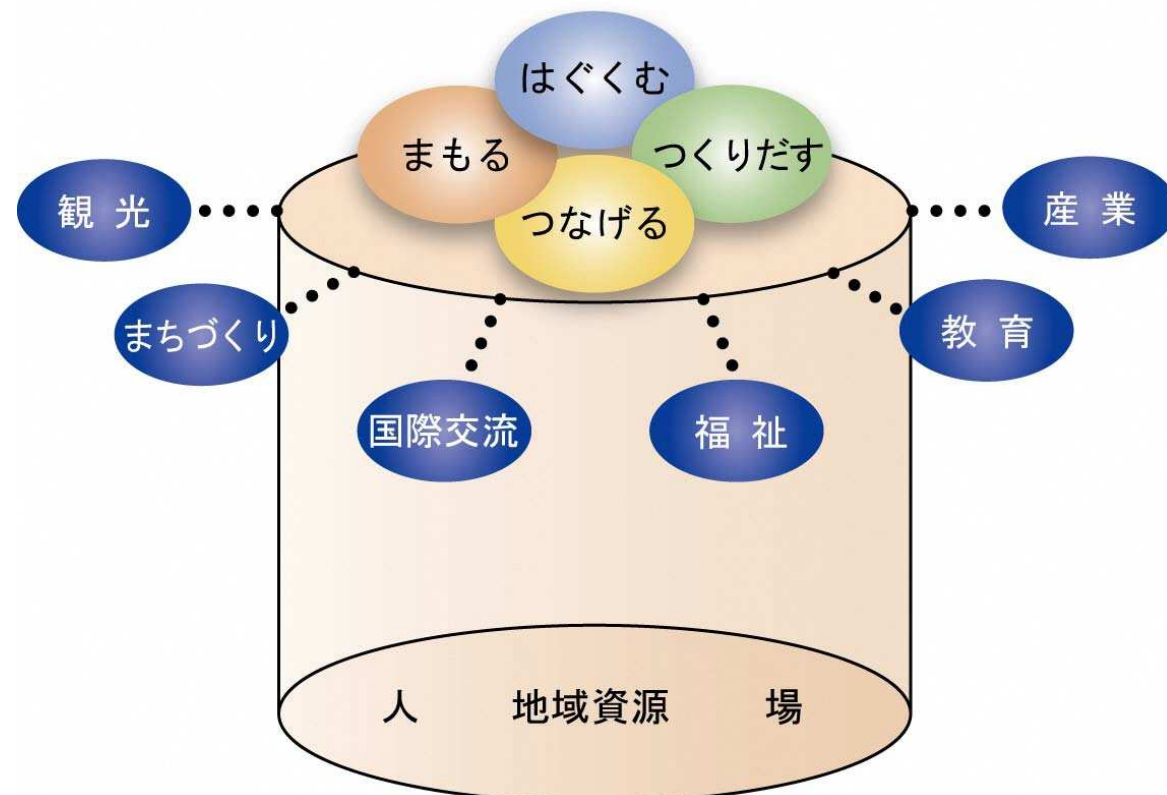 はぐくむ
まもる
つくりだす
つなげる
観光
産業
まちづくり
教育
国際交流
福祉
人 地域資源 場